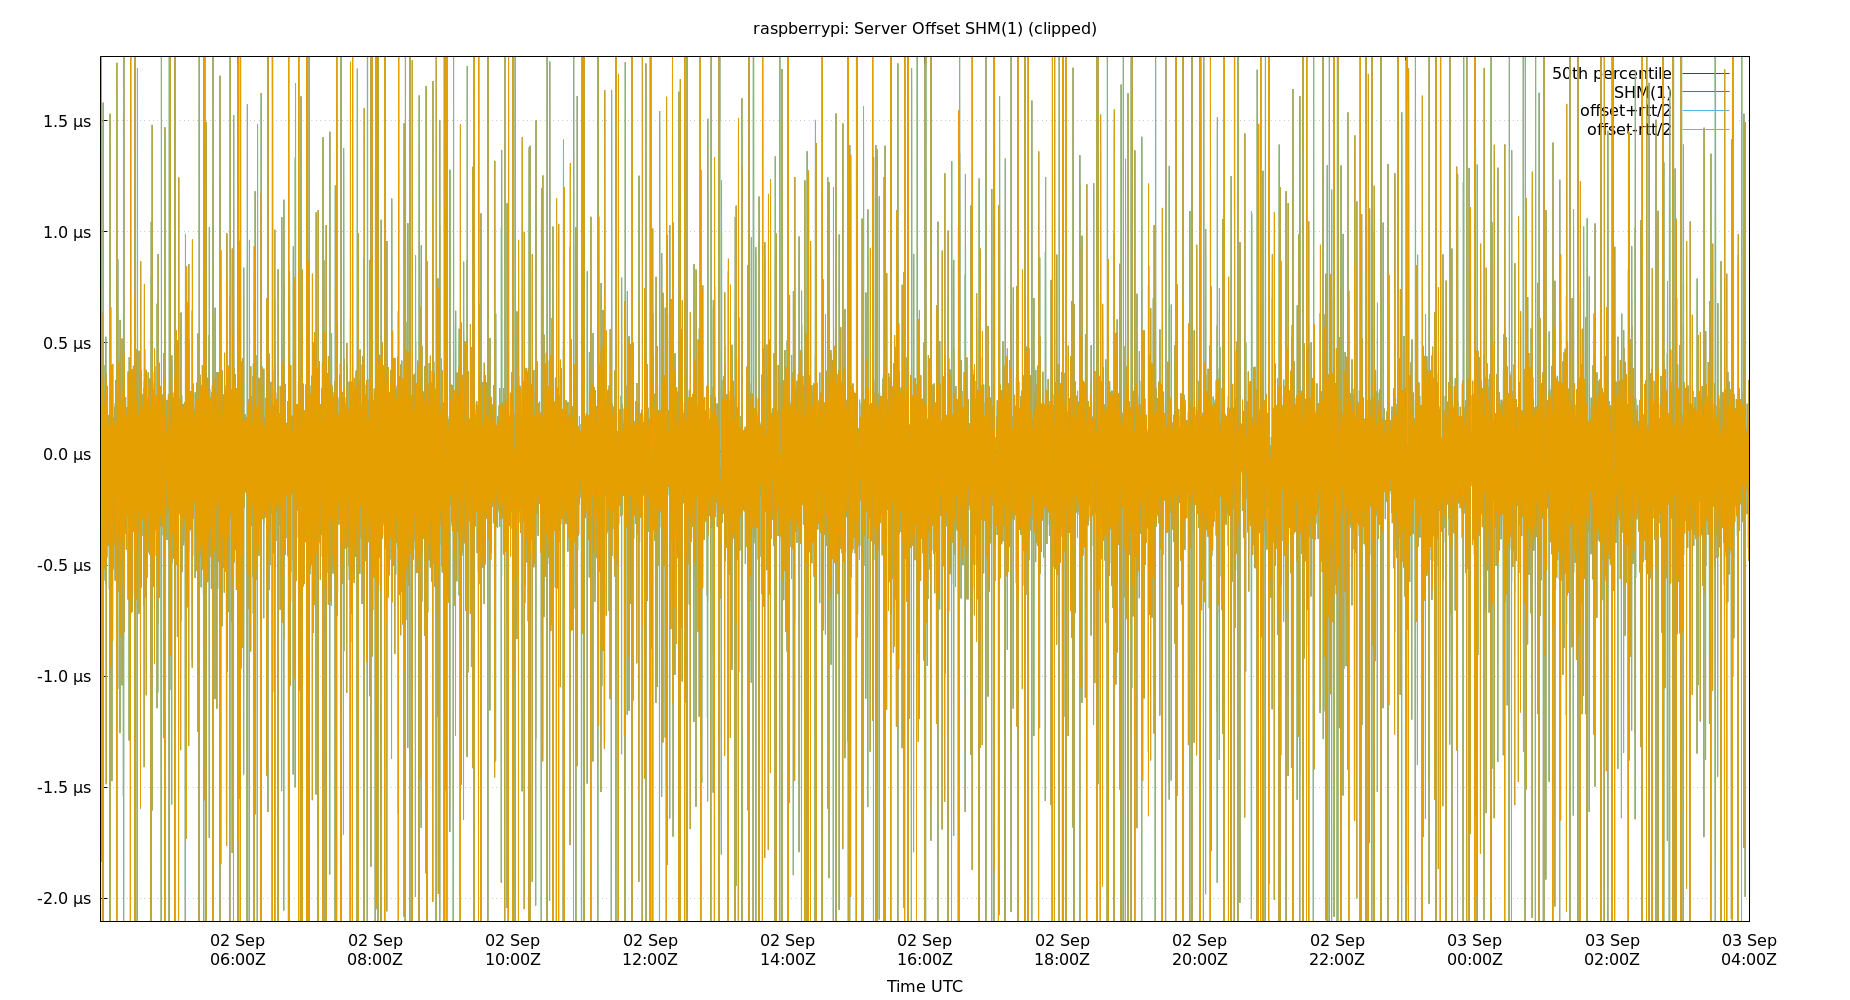 raspberrypi: Server Offset SHM(1) (clipped)
50th percentile
SHM(1)
offset+rtt/2
offset-rtt/2
1.5 µs
1.0 µs
0.5 µs
0.0 µs
-0.5 µs
-1.0 µs
-1.5 µs
-2.0 µs
02 Sep 02 Sep 02 Sep 02 Sep 02 Sep 02 Sep 02 Sep 02 Sep 02 Sep 03 Sep 03 Sep 03 Sep
06:00Z 08:00Z 10:00Z 12:00Z 14:00Z 16:00Z 18:00Z 20:00Z 22:00Z 00:00Z 02:00Z 04:00Z
Time UTC